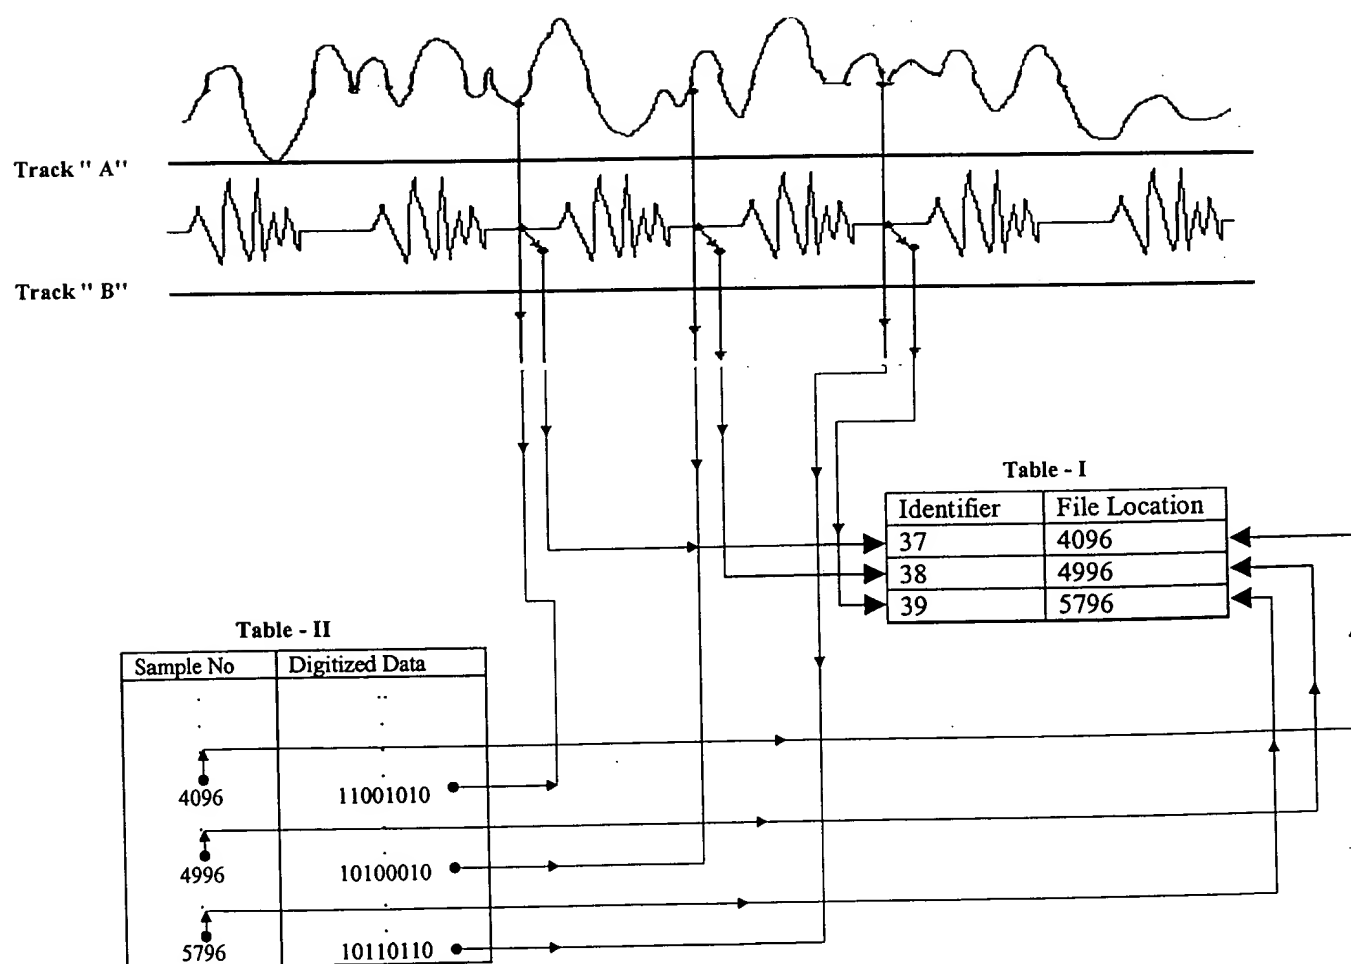 Track " A"
Track " B"
Table - I
Identifier File Location
37 4096
38 4996
39 5796
Table - II
Sample No Digitized Data
4096 11001010
4996 10100010
5796 10110110